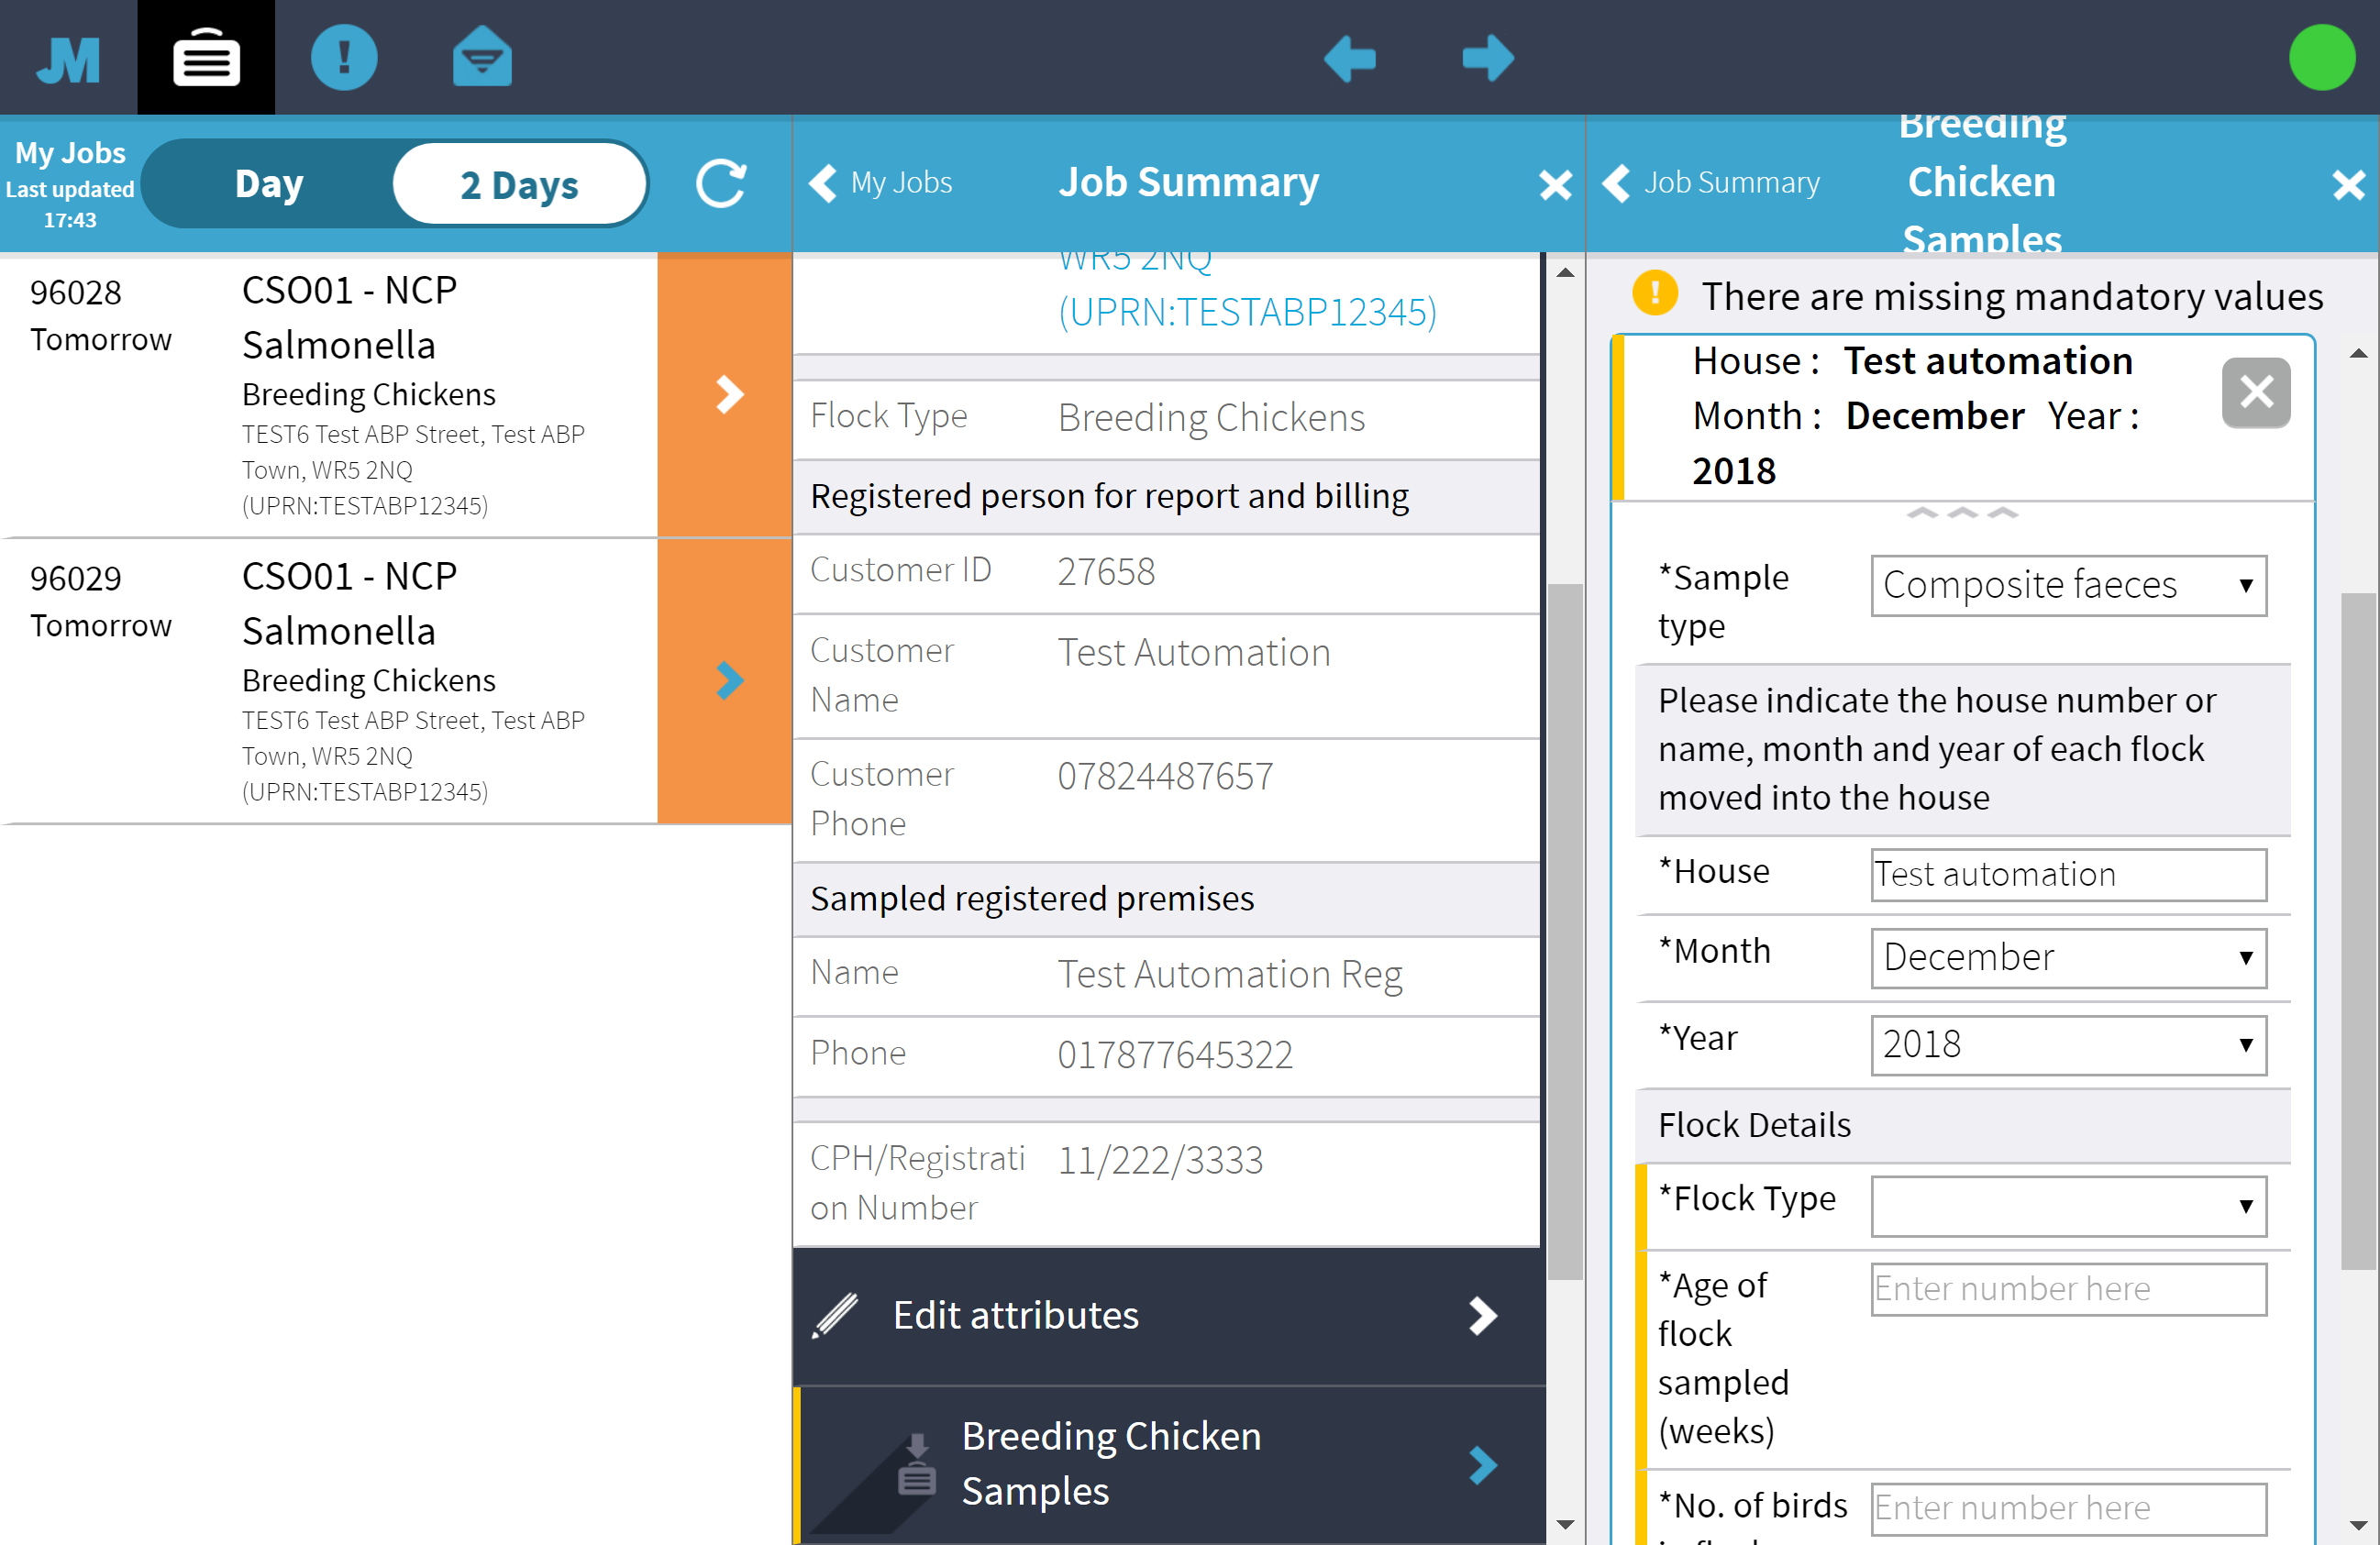 JM
My Jobs
Last updated
17:43
Day
2 Days
My Jobs
Job Summary
Job Summary
Breeding
Chicken
Samples
96028
Tomorrow
CSO01 - NCP
Salmonella
Breeding Chickens
TEST6 Test ABP Street, Test ABP
Town, WR5 2NQ
(UPRN:TESTABP12345)
96029
Tomorrow
CSO01 - NCP
Salmonella
Breeding Chickens
TEST6 Test ABP Street, Test ABP
Town, WR5 2NQ
(UPRN:TESTABP12345)
WR5 2NQ
(UPRN:TESTABP12345)
Flock Type Breeding Chickens
Registered person for report and billing
Customer ID 27658
Customer Test Automation
Name
Customer 07824487657
Phone
Sampled registered premises
Name Test Automation Reg
Phone 017877645322
CPH/Registrati 11/222/3333
on Number
Edit attributes
Breeding Chicken
Samples
There are missing mandatory values
House : Test automation
Month : December Year :
2018
*Sample Composite faeces
type
Please indicate the house number or
name, month and year of each flock
moved into the house
*House Test automation
*Month December
*Year 2018
Flock Details
*Flock Type
*Age of Enter number here
flock
sampled
(weeks)
*No. of birds Enter number here